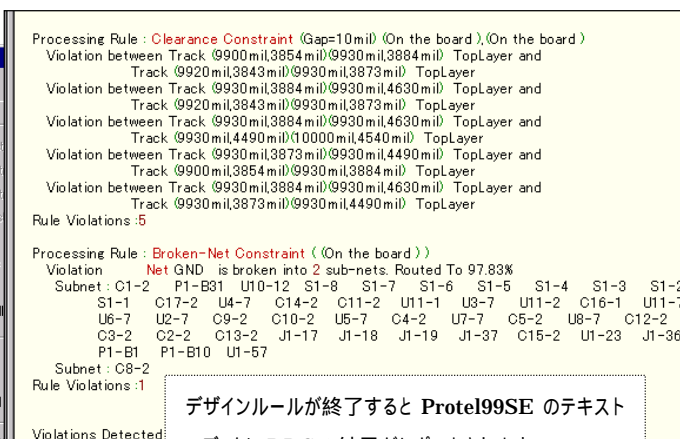 Processing Rule : Clearance Constraint (Gap=10mil) (On the board ),(On the board )
Violation between Track (9900mil,3854mil)(9930mil,3884mil) TopLayer and
Track (9920mil,3843mil)(9930mil,3873mil) TopLayer
Violation between Track (9930mil,3884mil)(9930mil,4630mil) TopLayer and
Track (9920mil,3843mil)(9930mil,3873mil) TopLayer
Violation between Track (9930mil,3884mil)(9930mil,4630mil) TopLayer and
Track (9930mil,4490mil)(10000mil,4540mil) TopLayer
Violation between Track (9930mil,3873mil)(9930mil,4490mil) TopLayer and
Track (9900mil,3854mil)(9930mil,3884mil) TopLayer
Violation between Track (9930mil,3884mil)(9930mil,4630mil) TopLayer and
Track (9930mil,3873mil)(9930mil,4490mil) TopLayer
Rule Violations :5
Processing Rule : Broken-Net Constraint ( (On the board ) )
Violation Net GND is broken into 2 sub-nets. Routed To 97.83%
Subnet : C1-2 P1-B31 U10-12 S1-8 S1-7 S1-6 S1-5 S1-4 S1-3 S1-2
S1-1 C17-2 U4-7 C14-2 C11-2 U11-1 U3-7 U11-2 C16-1 U11-7
U6-7 U2-7 C9-2 C10-2 U5-7 C4-2 U7-7 C5-2 U8-7 C12-2
C3-2 C2-2 C13-2 J1-17 J1-18 J1-19 J1-37 C15-2 U1-23 J1-36
P1-B1 P1-B10 U1-57
Subnet : C8-2
Rule Violations :1
デザインルールが終了すると Protel99SE のテキスト
Violations Detected